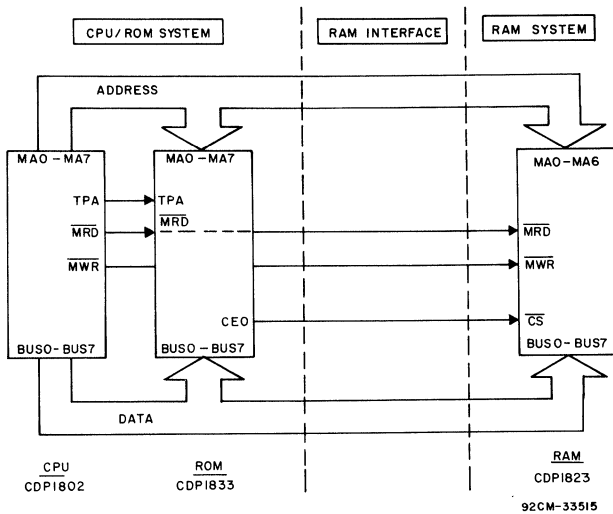 CPU/ROM SYSTEM
RAM INTERFACE
RAM SYSTEM
ADDRESS
MA0–MA7
MA0–MA7
MA0–MA6
TPA
TPA
MRD
MRD
MRD
MWR
MWR
CEO
CS
BUS0–BUS7
BUS0–BUS7
BUS0–BUS7
DATA
CPU
CDP1802
ROM
CDP1833
RAM
CDP1823
92CM-33515